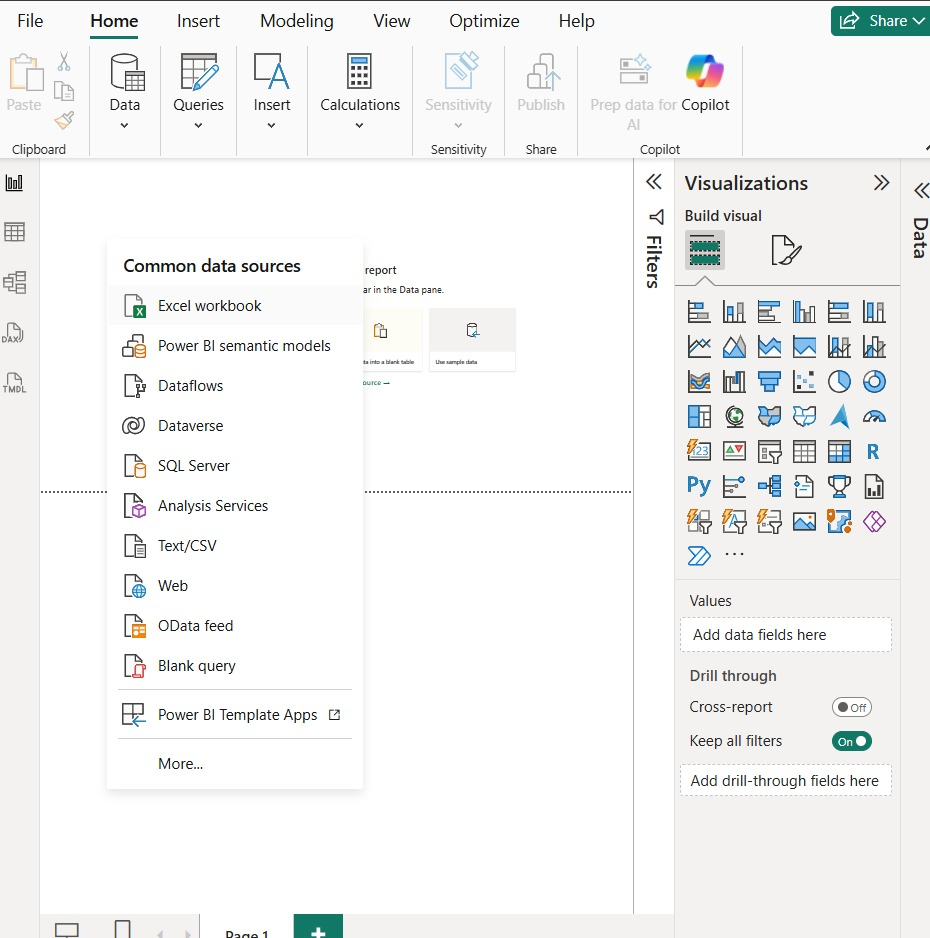 File Home Insert Modeling View Optimize Help Share
Paste Data Queries Insert Calculations Sensitivity Publish Prep data for Copilot
AI
Clipboard Sensitivity Share Copilot
Visualizations
Build visual
Data
Filters
Common data sources
report
Excel workbook
ar in the Data pane.
Power BI semantic models
Dataflows
ta into a blank table Use sample data
ource →
Dataverse
SQL Server
Analysis Services
Text/CSV
Web
OData feed
Blank query
Power BI Template Apps
More...
DAX
TMDL
123
R
Py
...
Values
Add data fields here
Drill through
Cross-report Off
Keep all filters On
Add drill-through fields here
Page 1 +